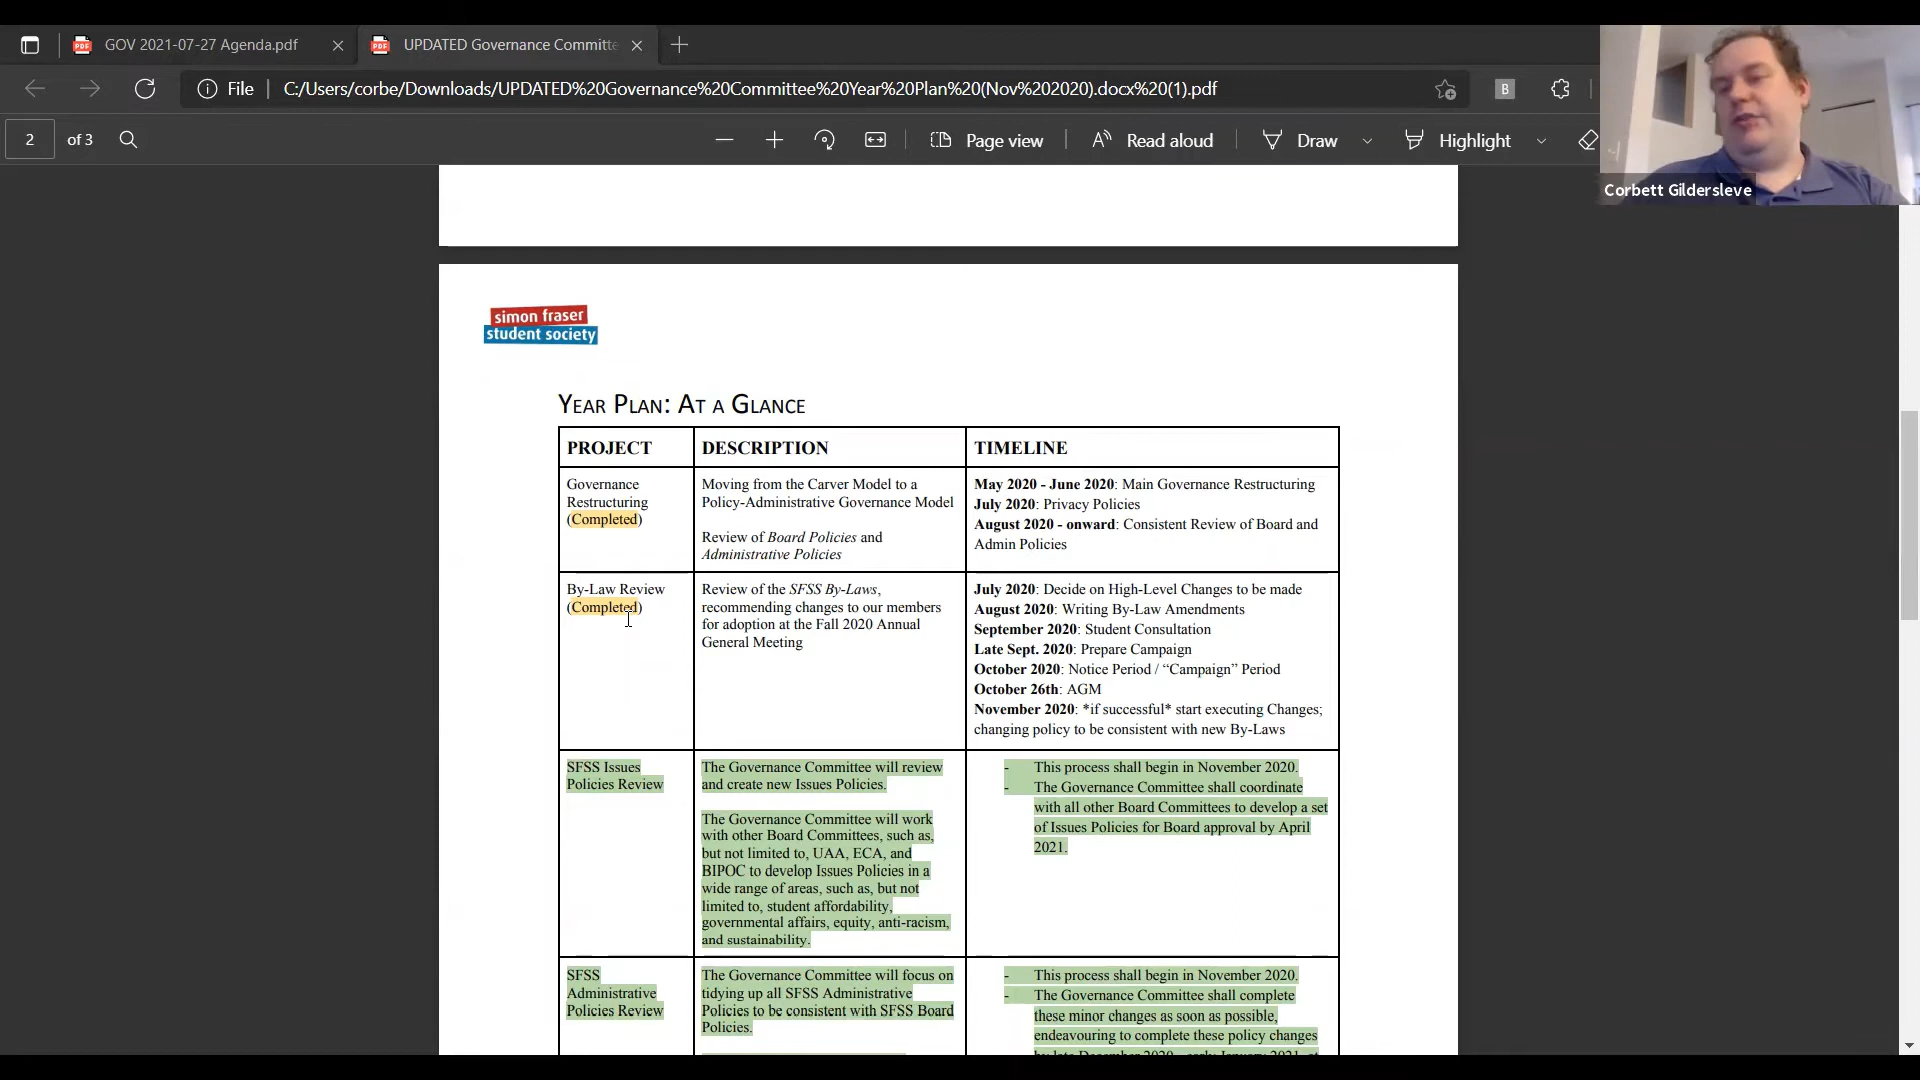 GOV 2021-07-27 Agenda.pdf
UPDATED Governance Committe
File
C:/Users/corbe/Downloads/UPDATED%20Governance%20Committee%20Year%20Plan%20(Nov%202020).docx%20(1).pdf
B
2 of 3
Page view
Read aloud
Draw
Highlight
Corbett Gildersleve
simon fraser
student society
YEAR PLAN: AT A GLANCE
PROJECT
DESCRIPTION
TIMELINE
Governance
Restructuring
(Completed)
Moving from the Carver Model to a
Policy-Administrative Governance Model
Review of Board Policies and
Administrative Policies
May 2020 - June 2020: Main Governance Restructuring
July 2020: Privacy Policies
August 2020 - onward: Consistent Review of Board and
Admin Policies
By-Law Review
(Completed)
Review of the SFSS By-Laws,
recommending changes to our members
for adoption at the Fall 2020 Annual
General Meeting
July 2020: Decide on High-Level Changes to be made
August 2020: Writing By-Law Amendments
September 2020: Student Consultation
Late Sept. 2020: Prepare Campaign
October 2020: Notice Period / “Campaign” Period
October 26th: AGM
November 2020: *if successful* start executing Changes;
changing policy to be consistent with new By-Laws
SFSS Issues
Policies Review
The Governance Committee will review
and create new Issues Policies.
The Governance Committee will work
with other Board Committees, such as,
but not limited to, UAA, ECA, and
BIPOC to develop Issues Policies in a
wide range of areas, such as, but not
limited to, student affordability,
governmental affairs, equity, anti-racism,
and sustainability.
- This process shall begin in November 2020.
- The Governance Committee shall coordinate
with all other Board Committees to develop a set
of Issues Policies for Board approval by April
2021.
SFSS
Administrative
Policies Review
The Governance Committee will focus on
tidying up all SFSS Administrative
Policies to be consistent with SFSS Board
Policies.
- This process shall begin in November 2020.
- The Governance Committee shall complete
these minor changes as soon as possible,
endeavouring to complete these policy changes
by late December 2020 - early January 2021, at